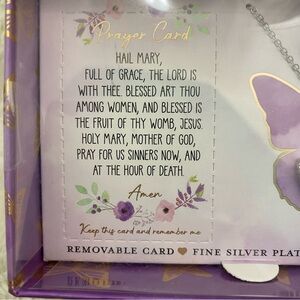 Prayer Card
HAIL MARY,
FULL OF GRACE, THE LORD IS
WITH THEE. BLESSED ART THOU
AMONG WOMEN, AND BLESSED IS
THE FRUIT OF THY WOMB, JESUS.
HOLY MARY, MOTHER OF GOD,
PRAY FOR US SINNERS NOW, AND
AT THE HOUR OF DEATH.
Amen
Keep this card and remember me
REMOVABLE CARD ♥ FINE SILVER PLAT